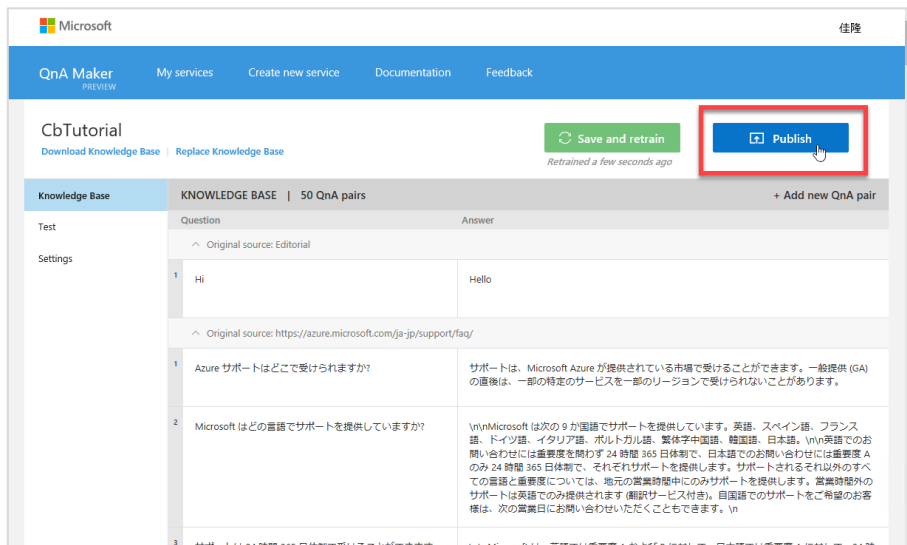 Microsoft
佳隆
QnA Maker
PREVIEW
My services
Create new service
Documentation
Feedback
CbTutorial
Download Knowledge Base | Replace Knowledge Base
Save and retrain
Retrained a few seconds ago
Publish
Knowledge Base
Test
Settings
KNOWLEDGE BASE | 50 QnA pairs
+ Add new QnA pair
Question
Answer
Original source: Editorial
1
Hi
Hello
Original source: https://azure.microsoft.com/ja-jp/support/faq/
1
Azure サポートはどこで受けられますか?
サポートは、Microsoft Azure が提供されている市場で受けることができます。一般提供 (GA)
の直後は、一部の特定のサービスを一部のリージョンで受けられないことがあります。
2
Microsoft はどの言語でサポートを提供していますか?
\n\nMicrosoft は次の 9 か国語でサポートを提供しています。英語、スペイン語、フランス
語、ドイツ語、イタリア語、ポルトガル語、繁体字中国語、韓国語、日本語。\n\n英語でのお
問い合わせには重要度を問わず 24 時間 365 日体制で、日本語でのお問い合わせには重要度 A
のみ 24 時間 365 日体制で、それぞれサポートを提供します。サポートされるそれ以外のすべ
ての言語と重要度については、地元の営業時間中にのみサポートを提供します。営業時間外の
サポートは英語でのみ提供されます (翻訳サービス付き)。自国語でのサポートをご希望のお客
様は、次の営業日にお問い合わせいただくこともできます。\n
3